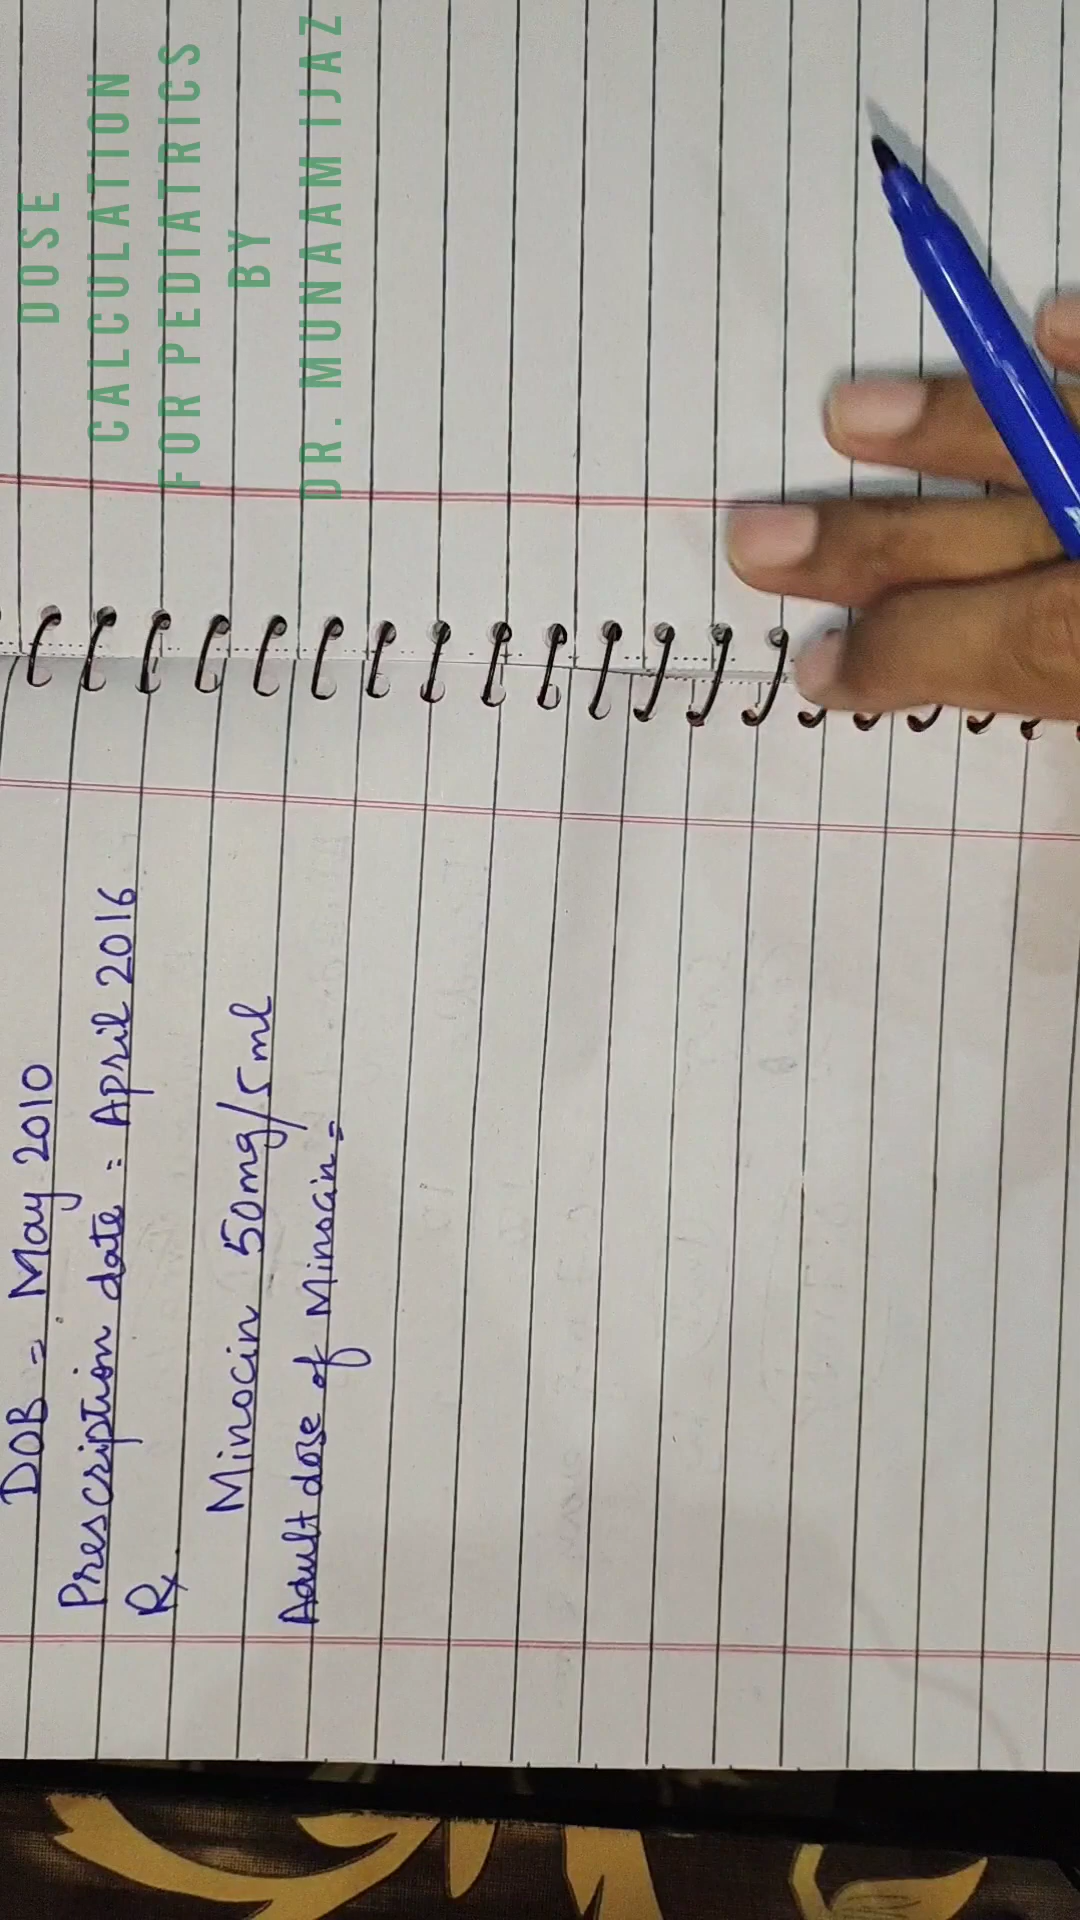 DOSE
CALCULATION
FOR PEDIATRICS
BY
DR. MUNAAM IJAZ
DOB = May 2010
Prescription date = April 2016
Rx
Minocin 50mg/5ml
Adult dose of Minocin =